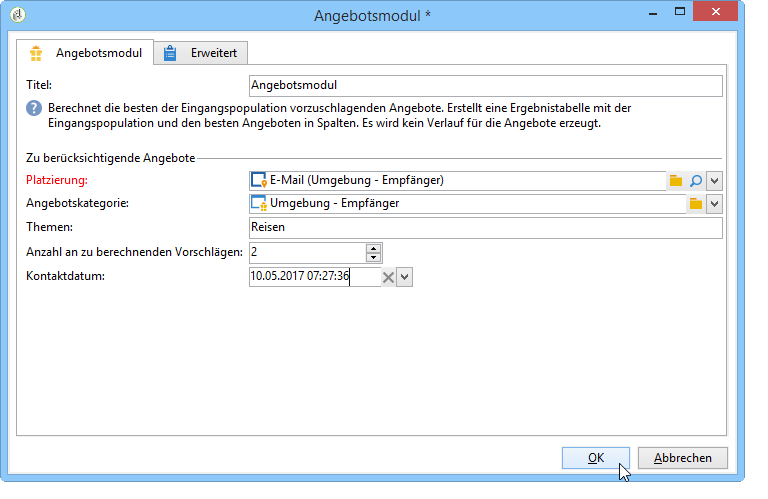 Angebotsmodul *
Angebotsmodul
Erweitert
Titel: Angebotsmodul
Berechnet die besten der Eingangspopulation vorzuschlagenden Angebote. Erstellt eine Ergebnistabelle mit der
Eingangspopulation und den besten Angeboten in Spalten. Es wird kein Verlauf für die Angebote erzeugt.
Zu berücksichtigende Angebote
Platzierung: E-Mail (Umgebung - Empfänger)
Angebotskategorie: Umgebung - Empfänger
Themen: Reisen
Anzahl an zu berechnenden Vorschlägen: 2
Kontaktdatum: 10.05.2017 07:27:36
OK
Abbrechen